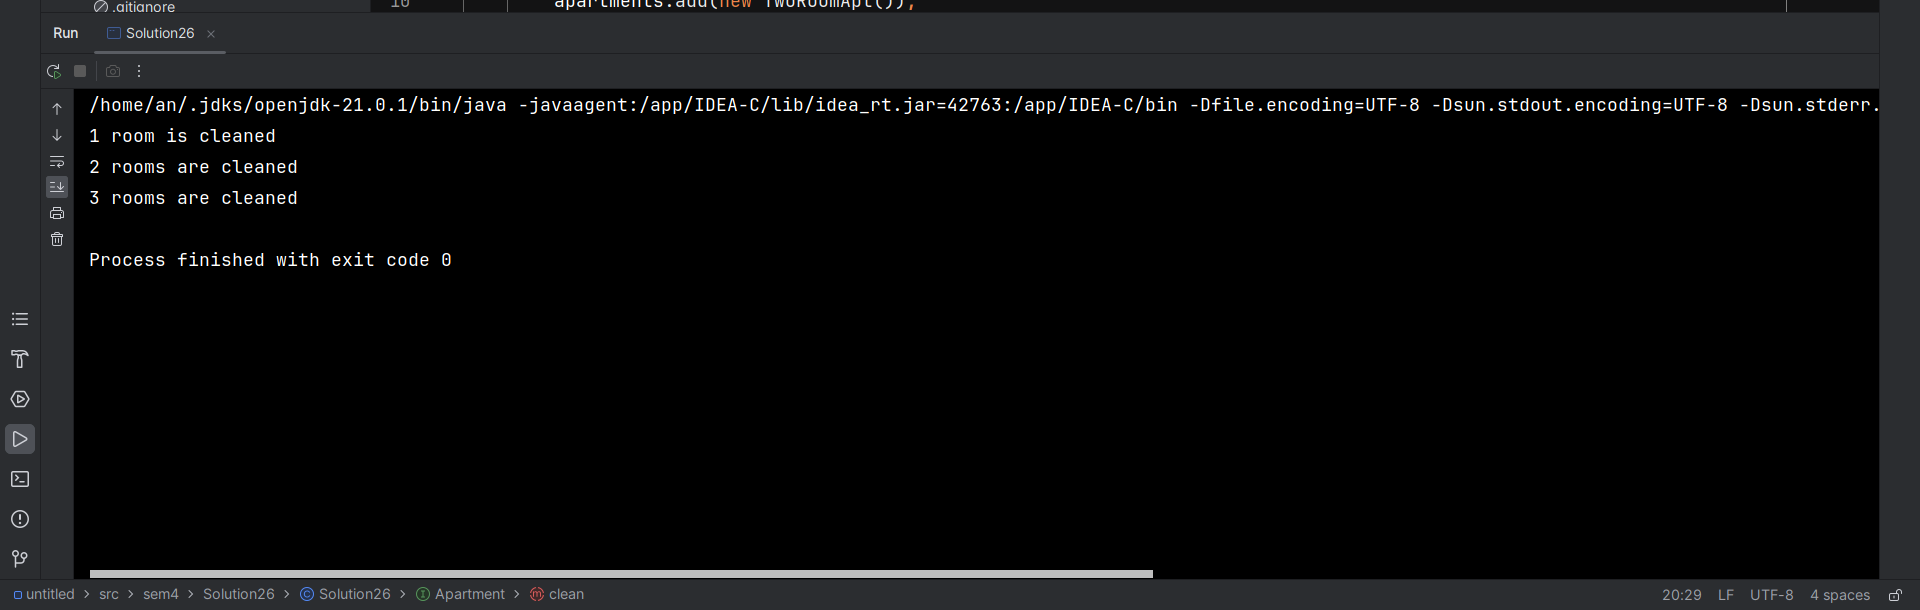 .gitignore
10 apartments.add(new TwoRoomApt());
Run Solution26
/home/an/.jdks/openjdk-21.0.1/bin/java -javaagent:/app/IDEA-C/lib/idea_rt.jar=42763:/app/IDEA-C/bin -Dfile.encoding=UTF-8 -Dsun.stdout.encoding=UTF-8 -Dsun.stderr.
1 room is cleaned
2 rooms are cleaned
3 rooms are cleaned
Process finished with exit code 0
untitled > src > sem4 > Solution26 > Solution26 > Apartment > clean 20:29 LF UTF-8 4 spaces